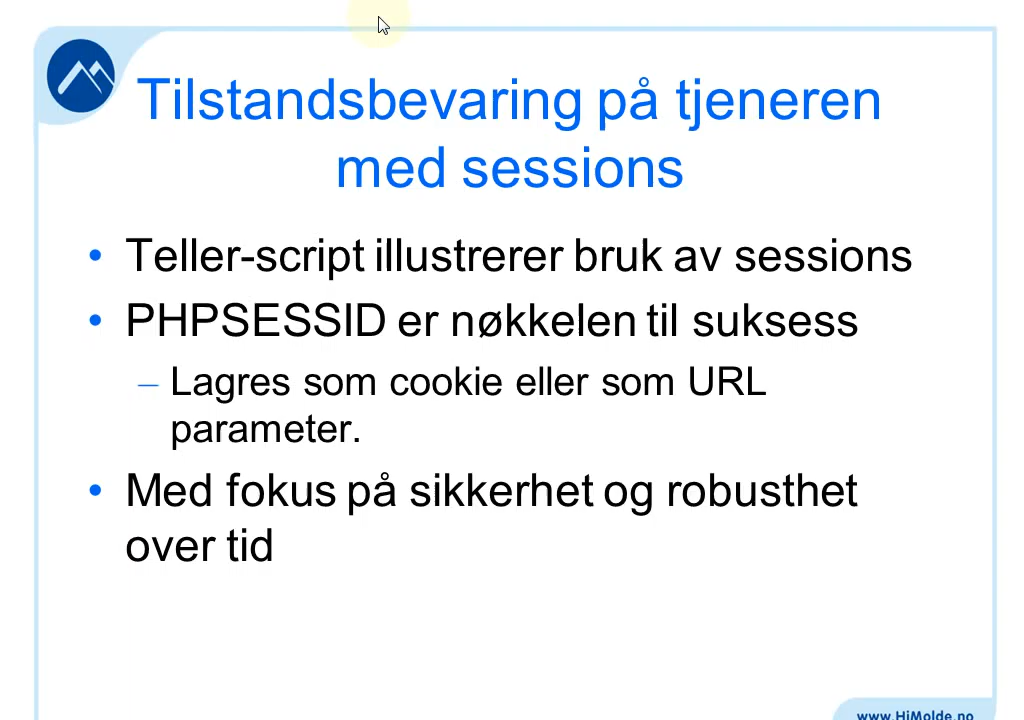 Tilstandsbevaring på tjeneren
med sessions
• Teller-script illustrerer bruk av sessions
• PHPSESSID er nøkkelen til suksess
– Lagres som cookie eller som URL
parameter.
• Med fokus på sikkerhet og robusthet
over tid
www.HiMolde.no